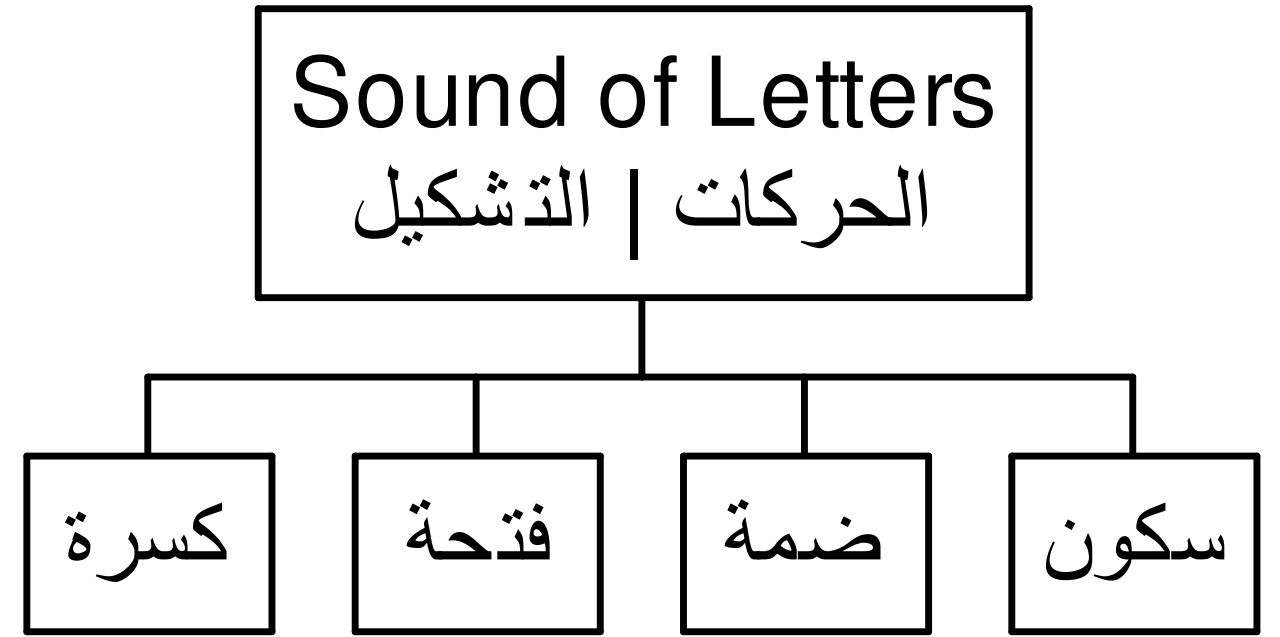 Sound of Letters
الحركات | التشكيل
سكون
ضمة
فتحة
كسرة